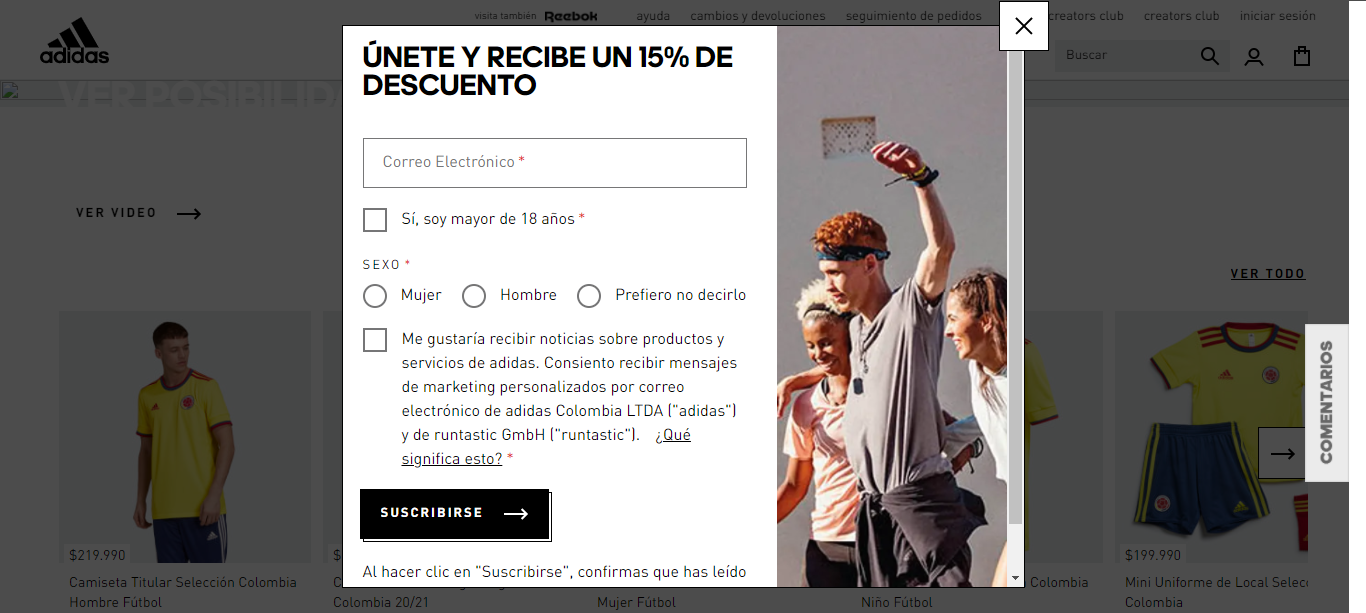 visita también Reebok ayuda cambios y devoluciones seguimiento de pedidos creators club creators club iniciar sesión
adidas
Buscar
VER POSIBILID
ÚNETE Y RECIBE UN 15% DE
DESCUENTO
Correo Electrónico *
Sí, soy mayor de 18 años *
SEXO *
Mujer Hombre Prefiero no decirlo
Me gustaría recibir noticias sobre productos y
servicios de adidas. Consiento recibir mensajes
de marketing personalizados por correo
electrónico de adidas Colombia LTDA ("adidas")
y de runtastic GmbH ("runtastic"). ¿Qué
significa esto? *
SUSCRIBIRSE
Al hacer clic en "Suscribirse", confirmas que has leído
VER VIDEO
VER TODO
COMENTARIOS
$219.990
Camiseta Titular Selección Colombia
Hombre Fútbol
$
Colombia 20/21
Mujer Fútbol
Colombia
Niño Fútbol
$199.990
Mini Uniforme de Local Selecc
Colombia